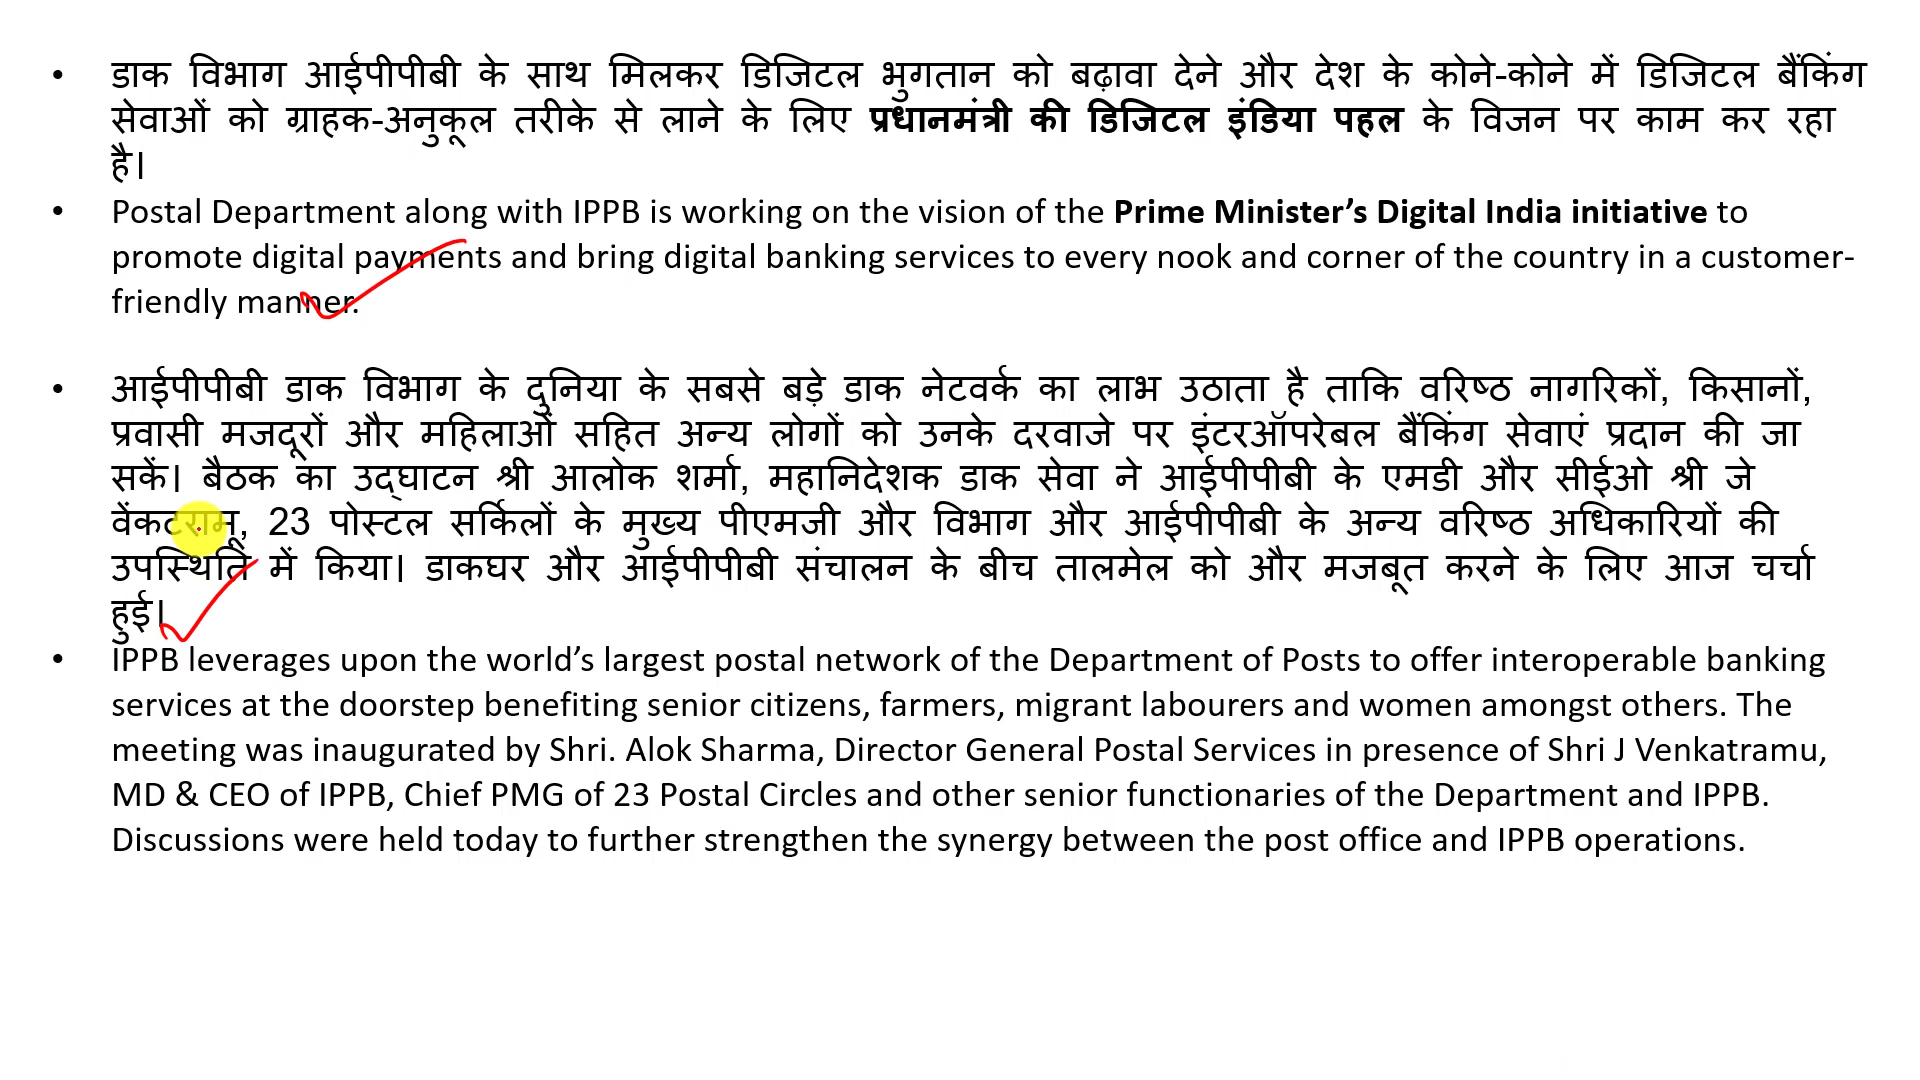 • डाक विभाग आईपीपीबी के साथ मिलकर डिजिटल भुगतान को बढ़ावा देने और देश के कोने-कोने में डिजिटल बैंकिंग
सेवाओं को ग्राहक-अनुकूल तरीके से लाने के लिए प्रधानमंत्री की डिजिटल इंडिया पहल के विजन पर काम कर रहा
है।
• Postal Department along with IPPB is working on the vision of the Prime Minister’s Digital India initiative to
promote digital payments and bring digital banking services to every nook and corner of the country in a customer-
friendly manner.
• आईपीपीबी डाक विभाग के दुनिया के सबसे बड़े डाक नेटवर्क का लाभ उठाता है ताकि वरिष्ठ नागरिकों, किसानों,
प्रवासी मजदूरों और महिलाओं सहित अन्य लोगों को उनके दरवाजे पर इंटरऑपरेबल बैंकिंग सेवाएं प्रदान की जा
सकें। बैठक का उद्घाटन श्री आलोक शर्मा, महानिदेशक डाक सेवा ने आईपीपीबी के एमडी और सीईओ श्री जे
वेंकटरामू, 23 पोस्टल सर्किलों के मुख्य पीएमजी और विभाग और आईपीपीबी के अन्य वरिष्ठ अधिकारियों की
उपस्थिति में किया। डाकघर और आईपीपीबी संचालन के बीच तालमेल को और मजबूत करने के लिए आज चर्चा
हुई।
• IPPB leverages upon the world’s largest postal network of the Department of Posts to offer interoperable banking
services at the doorstep benefiting senior citizens, farmers, migrant labourers and women amongst others. The
meeting was inaugurated by Shri. Alok Sharma, Director General Postal Services in presence of Shri J Venkatramu,
MD & CEO of IPPB, Chief PMG of 23 Postal Circles and other senior functionaries of the Department and IPPB.
Discussions were held today to further strengthen the synergy between the post office and IPPB operations.